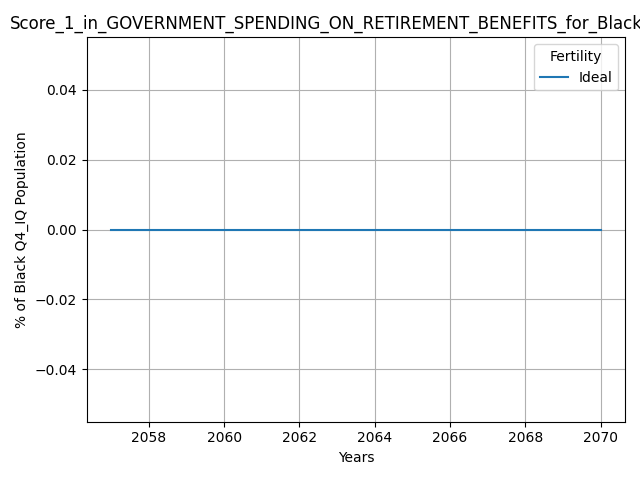 Score_1_in_GOVERNMENT_SPENDING_ON_RETIREMENT_BENEFITS_for_Black
Fertility
Ideal
0.04
0.02
0.00
−0.02
−0.04
% of Black Q4_IQ Population
2058 2060 2062 2064 2066 2068 2070
Years